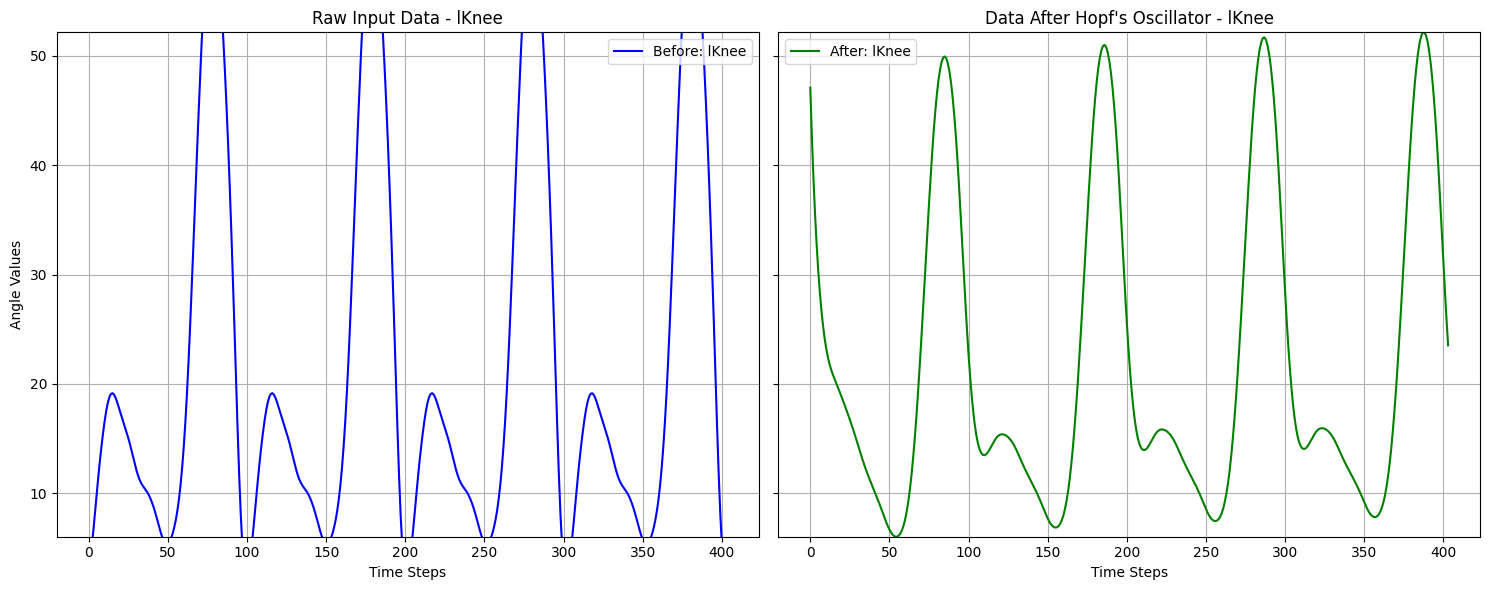 Raw Input Data - lKnee
Before: lKnee
Angle Values
50
40
30
20
10
0 50 100 150 200 250 300 350 400
Time Steps
Data After Hopf's Oscillator - lKnee
After: lKnee
0 50 100 150 200 250 300 350 400
Time Steps